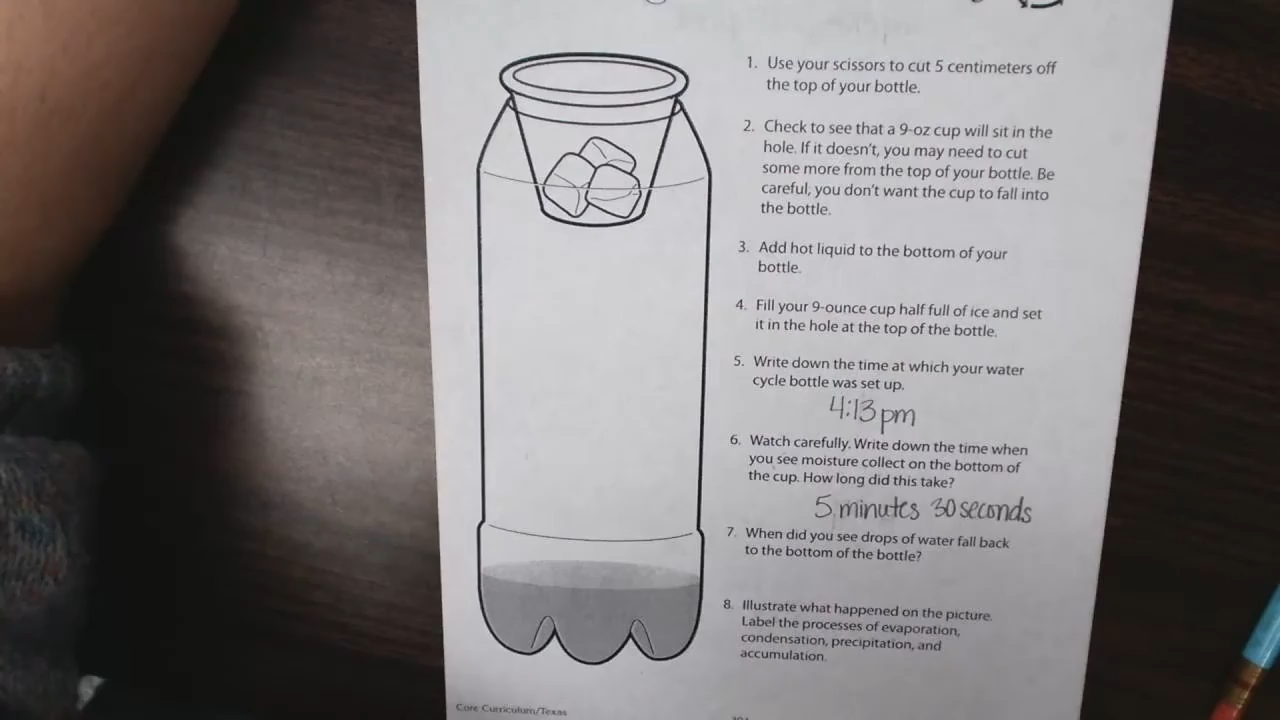 1. Use your scissors to cut 5 centimeters off
the top of your bottle.
2. Check to see that a 9-oz cup will sit in the
hole. If it doesn't, you may need to cut
some more from the top of your bottle. Be
careful, you don't want the cup to fall into
the bottle.
3. Add hot liquid to the bottom of your
bottle.
4. Fill your 9-ounce cup half full of ice and set
it in the hole at the top of the bottle.
5. Write down the time at which your water
cycle bottle was set up.
4:13 pm
6. Watch carefully. Write down the time when
you see moisture collect on the bottom of
the cup. How long did this take?
5 minutes 30 seconds
7. When did you see drops of water fall back
to the bottom of the bottle?
8. Illustrate what happened on the picture.
Label the processes of evaporation,
condensation, precipitation, and
accumulation.
Core Curriculum/Texas